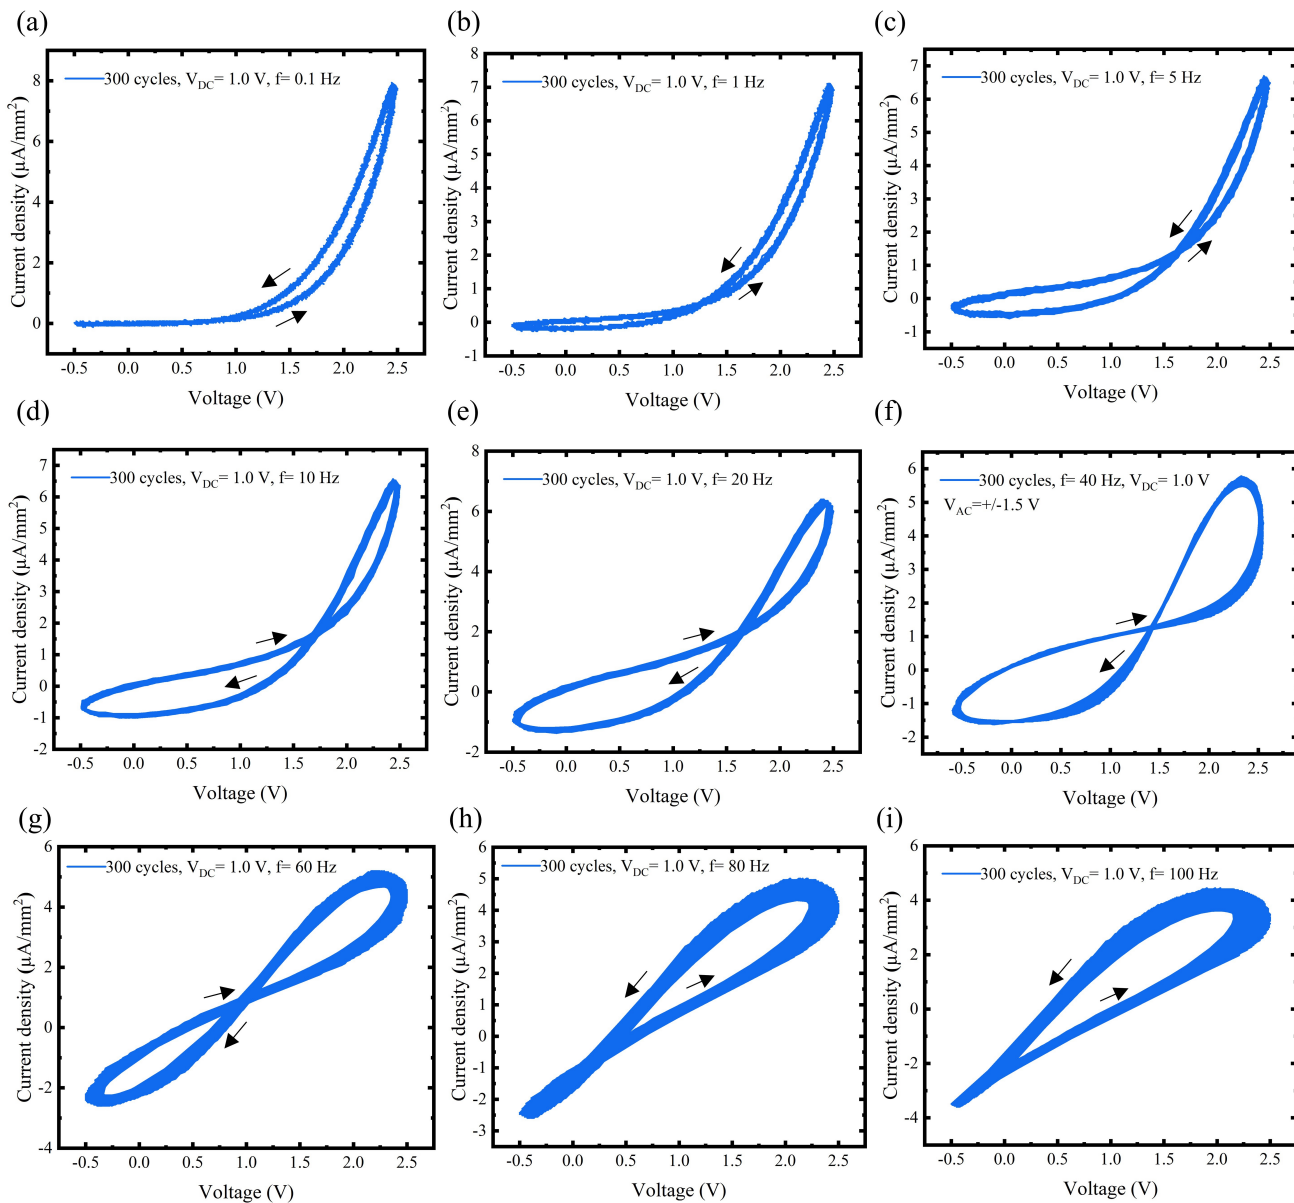 (a)
300 cycles, VDC= 1.0 V, f= 0.1 Hz
Current density (µA/mm²)
8
6
4
2
0
-0.5 0.0 0.5 1.0 1.5 2.0 2.5
Voltage (V)
(b)
300 cycles, VDC= 1.0 V, f= 1 Hz
Current density (µA/mm²)
8
7
6
5
4
3
2
1
0
-1
-0.5 0.0 0.5 1.0 1.5 2.0 2.5
Voltage (V)
(c)
300 cycles, VDC= 1.0 V, f= 5 Hz
Current density (µA/mm²)
7
6
5
4
3
2
1
0
-1
-0.5 0.0 0.5 1.0 1.5 2.0 2.5
Voltage (V)
(d)
300 cycles, VDC= 1.0 V, f= 10 Hz
Current density (µA/mm²)
7
6
5
4
3
2
1
0
-1
-2
-0.5 0.0 0.5 1.0 1.5 2.0 2.5
Voltage (V)
(e)
300 cycles, VDC= 1.0 V, f= 20 Hz
Current density (µA/mm²)
8
6
4
2
0
-2
-0.5 0.0 0.5 1.0 1.5 2.0 2.5
Voltage (V)
(f)
300 cycles, f= 40 Hz, VDC= 1.0 V
VAC=+/-1.5 V
Current density (µA/mm²)
6
5
4
3
2
1
0
-1
-2
-0.5 0.0 0.5 1.0 1.5 2.0 2.5
Voltage (V)
(g)
300 cycles, VDC= 1.0 V, f= 60 Hz
Current density (µA/mm²)
6
4
2
0
-2
-4
-0.5 0.0 0.5 1.0 1.5 2.0 2.5
Voltage (V)
(h)
300 cycles, VDC= 1.0 V, f= 80 Hz
Current density (µA/mm²)
5
4
3
2
1
0
-1
-2
-3
-0.5 0.0 0.5 1.0 1.5 2.0 2.5
Voltage (V)
(i)
300 cycles, VDC= 1.0 V, f= 100 Hz
Current density (µA/mm²)
6
4
2
0
-2
-4
-0.5 0.0 0.5 1.0 1.5 2.0 2.5
Voltage (V)